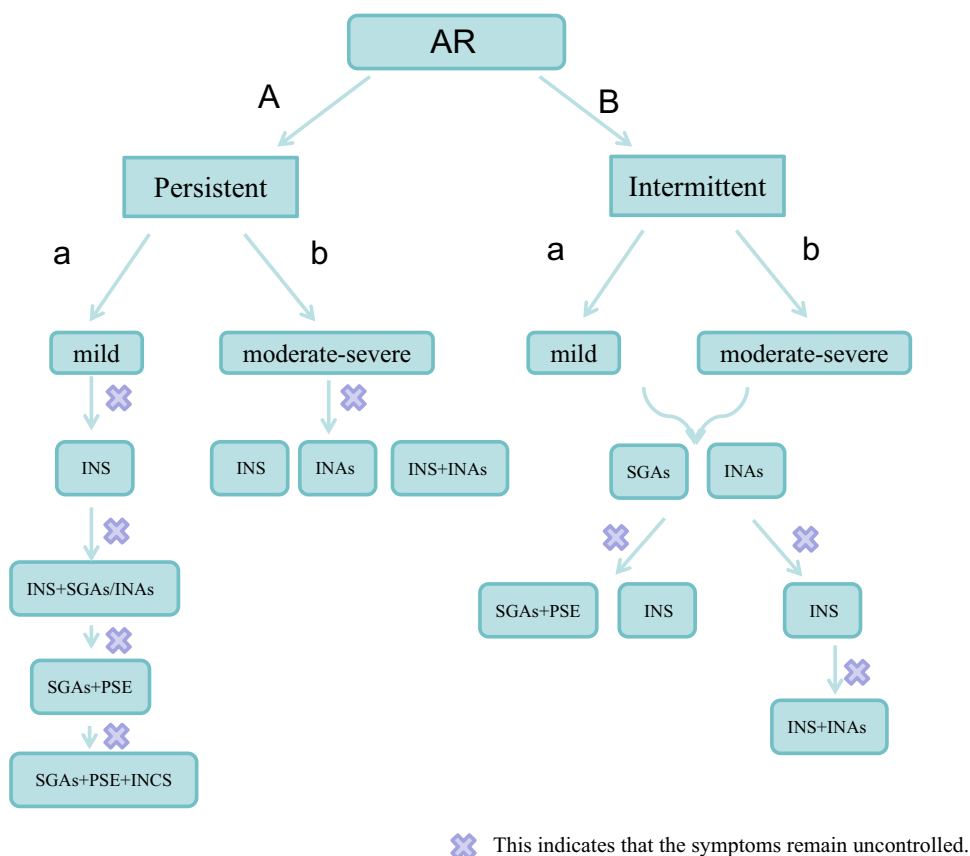 AR
A
B
Persistent
Intermittent
a
b
a
b
mild
moderate-severe
mild
moderate-severe
INS
INS
INAs
INS+INAs
SGAs
INAs
INS+SGAs/INAs
SGAs+PSE
INS
INS
SGAs+PSE
INS+INAs
SGAs+PSE+INCS
This indicates that the symptoms remain uncontrolled.